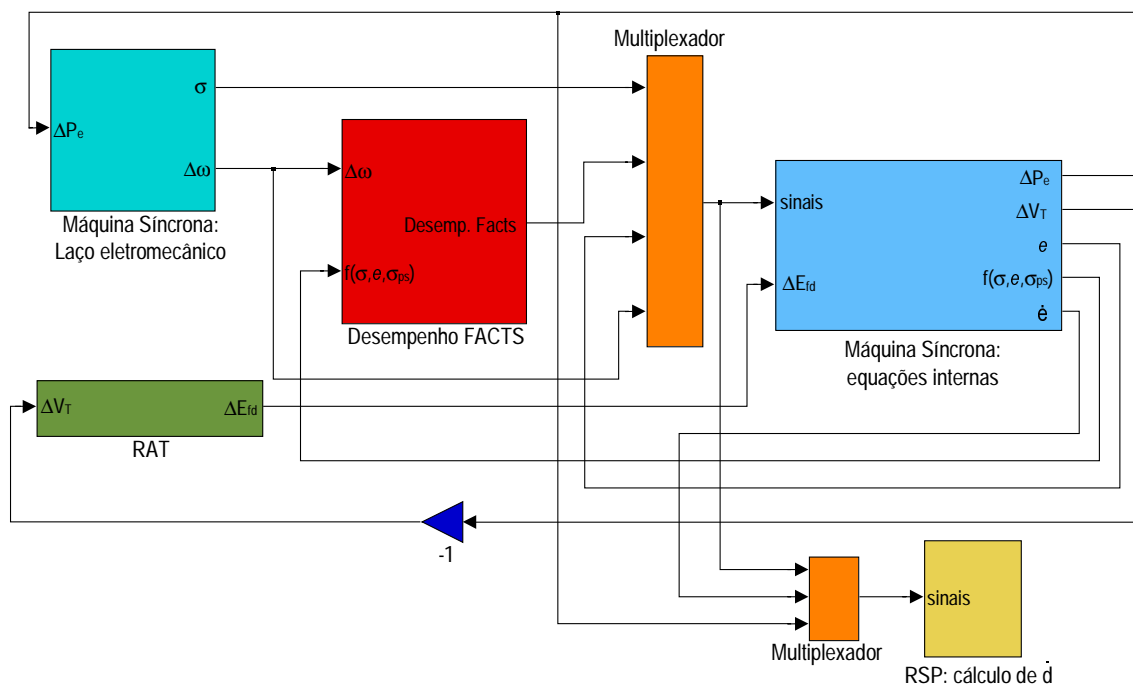 Multiplexador
σ
ΔPe
Δω
Máquina Síncrona:
Laço eletromecânico
Δω
Desemp. Facts
f(σ,e,σps)
Desempenho FACTS
sinais
ΔEfd
ΔPe
ΔVT
e
f(σ,e,σps)
ė
Máquina Síncrona:
equações internas
ΔVT
ΔEfd
RAT
-1
sinais
Multiplexador
RSP: cálculo de ḋ